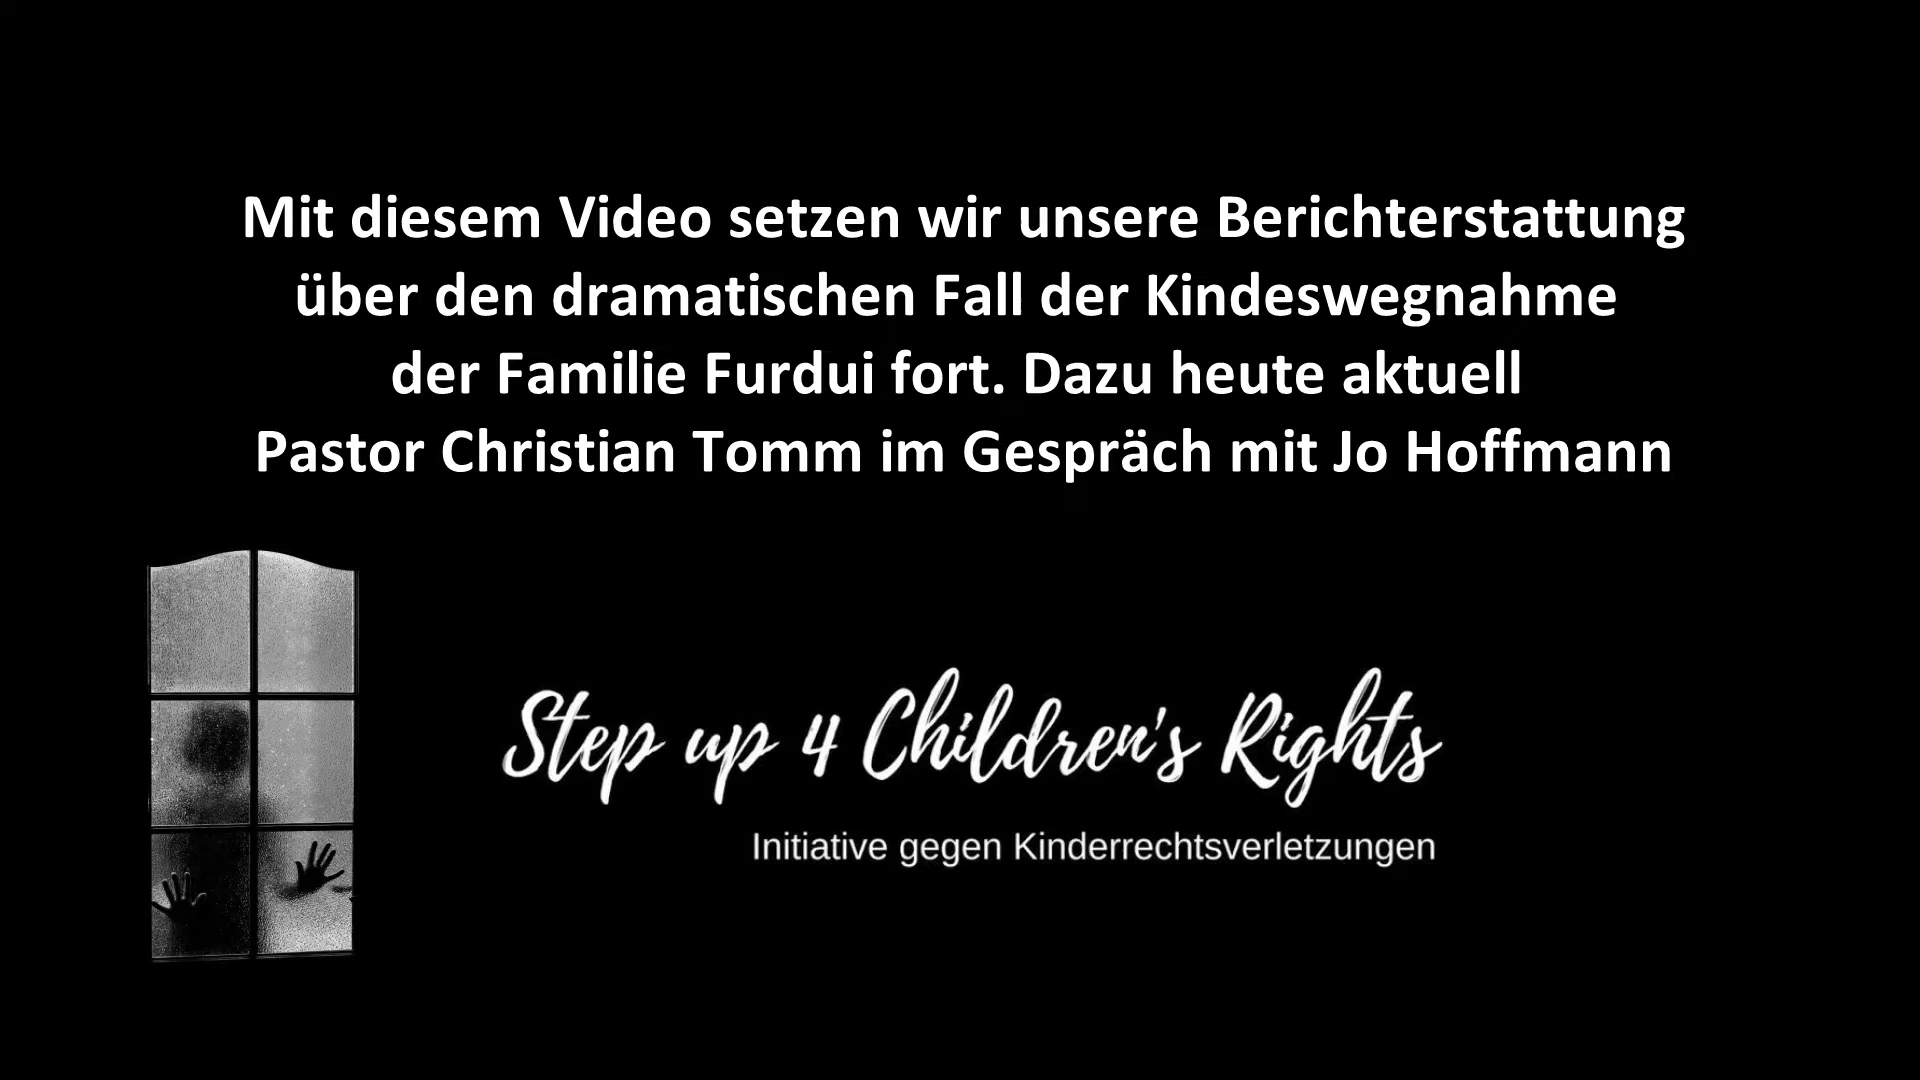 Mit diesem Video setzen wir unsere Berichterstattung
über den dramatischen Fall der Kindeswegnahme
der Familie Furdui fort. Dazu heute aktuell
Pastor Christian Tomm im Gespräch mit Jo Hoffmann
Step up 4 Children's Rights
Initiative gegen Kinderrechtsverletzungen